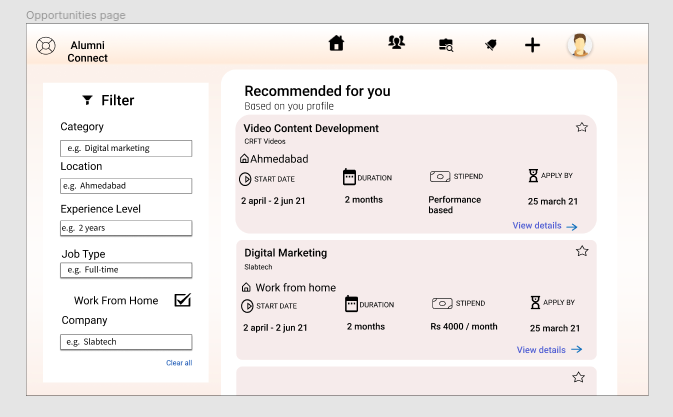 Opportunities page
Alumni
Connect
Filter
Category
e.g. Digital marketing
Location
e.g. Ahmedabad
Experience Level
e.g. 2 years
Job Type
e.g. Full-time
Work From Home
Company
e.g. Slabtech
Clear all
Recommended for you
Based on you profile
Video Content Development
CRFT Videos
Ahmedabad
START DATE DURATION STIPEND APPLY BY
2 april - 2 jun 21 2 months Performance based 25 march 21
View details
Digital Marketing
Slabtech
Work from home
START DATE DURATION STIPEND APPLY BY
2 april - 2 jun 21 2 months Rs 4000 / month 25 march 21
View details